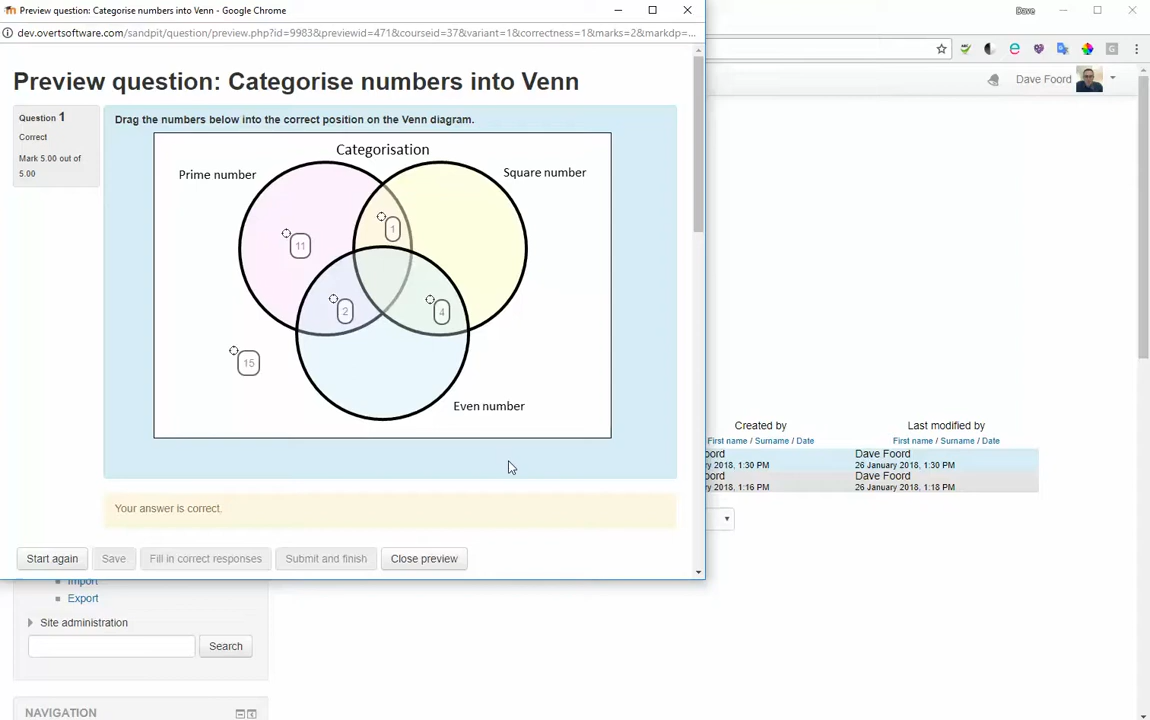 Preview question: Categorise numbers into Venn - Google Chrome
Dave
dev.overtsoftware.com/sandpit/question/preview.php?id=9983&previewid=471&courseid=37&variant=1&correctness=1&marks=2&markdp=...
Preview question: Categorise numbers into Venn
Dave Foord
Question 1
Correct
Mark 5.00 out of
5.00
Drag the numbers below into the correct position on the Venn diagram.
Categorisation
Prime number
Square number
1
11
2
4
15
Even number
Your answer is correct.
Start again
Save
Fill in correct responses
Submit and finish
Close preview
Created by
Last modified by
First name / Surname / Date
First name / Surname / Date
Dave Foord
26 January 2018, 1:30 PM
Dave Foord
26 January 2018, 1:18 PM
1:30 PM
1:16 PM
Export
Site administration
Search
NAVIGATION